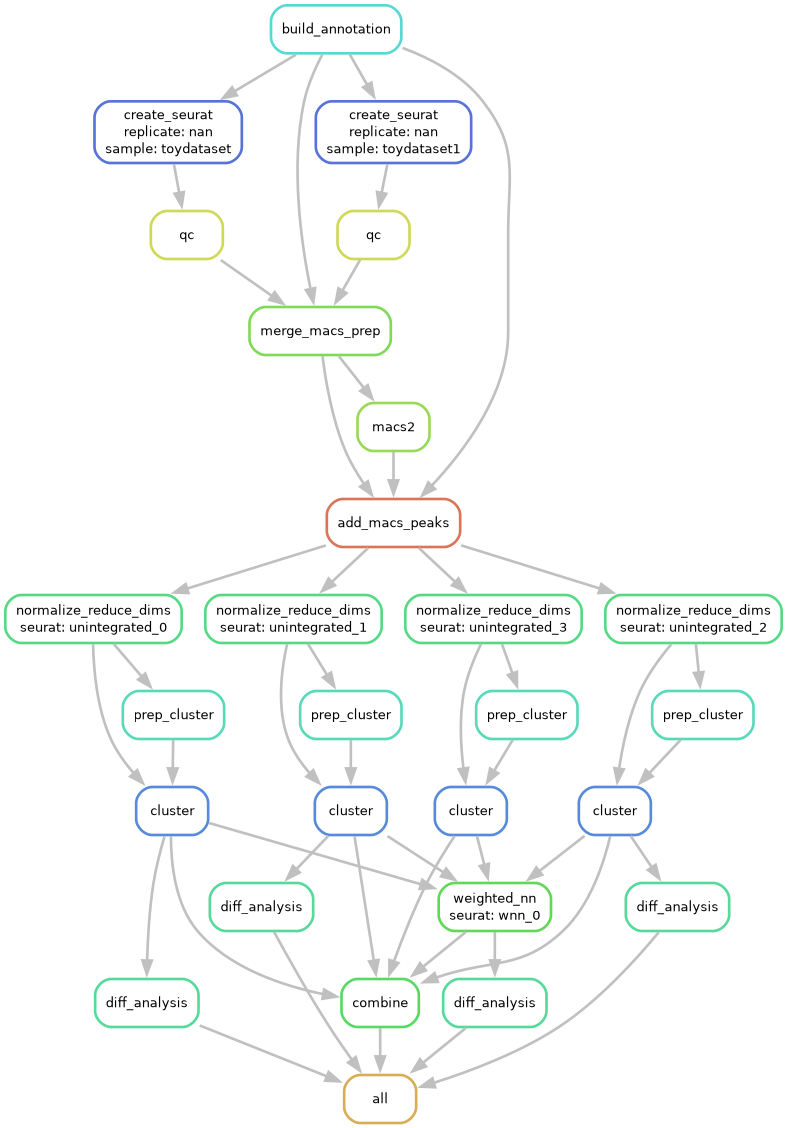 build_annotation
create_seurat
replicate: nan
sample: toydataset
create_seurat
replicate: nan
sample: toydataset1
qc
qc
merge_macs_prep
macs2
add_macs_peaks
normalize_reduce_dims
seurat: unintegrated_0
normalize_reduce_dims
seurat: unintegrated_1
normalize_reduce_dims
seurat: unintegrated_3
normalize_reduce_dims
seurat: unintegrated_2
prep_cluster
prep_cluster
prep_cluster
prep_cluster
cluster
cluster
cluster
cluster
diff_analysis
weighted_nn
seurat: wnn_0
diff_analysis
diff_analysis
combine
diff_analysis
all